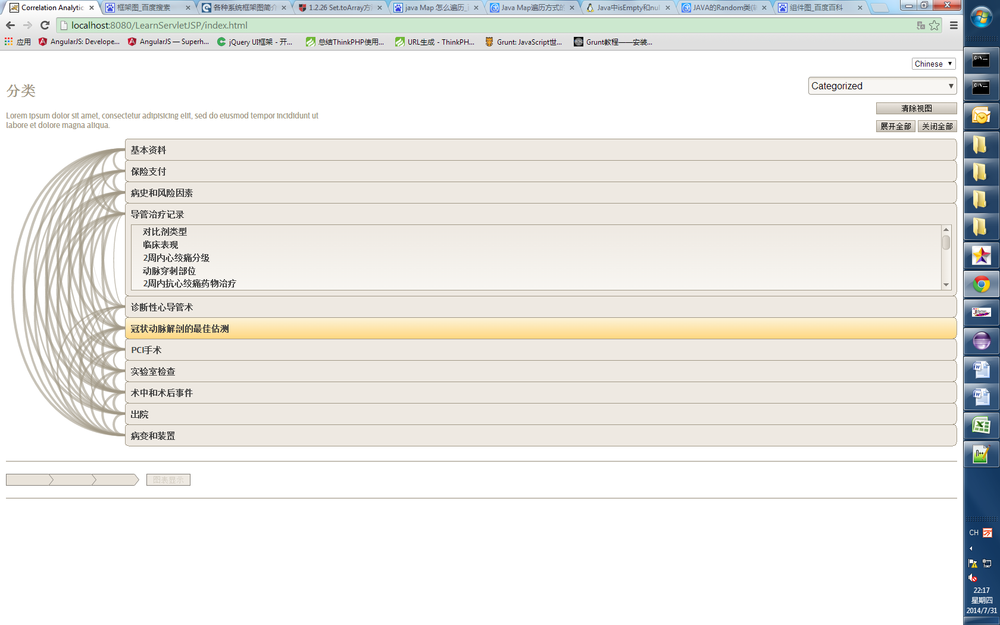 Correlation Analytic
框架图_百度搜索
各种系统框架图简介
1.2.26 Set.toArray方
java Map 怎么遍历_
Java Map遍历方式的
Java中isEmpty和nul
JAVA的Random类(
组件图_百度百科
localhost:8080/LearnServletJSP/index.html
应用
AngularJS: Develope...
AngularJS — Superh...
jQuery UI框架 - 开...
总结ThinkPHP使用...
URL生成 - ThinkPH...
Grunt: JavaScript世...
Grunt教程——安装...
Chinese
分类
Categorized
Lorem ipsum dolor sit amet, consectetur adipisicing elit, sed do eiusmod tempor incididunt ut
labore et dolore magna aliqua.
清除视图
展开全部 关闭全部
基本资料
保险支付
病史和风险因素
导管治疗记录
对比剂类型
临床表现
2周内心绞痛分级
动脉穿刺部位
2周内抗心绞痛药物治疗
诊断性心导管术
冠状动脉解剖的最佳估测
PCI手术
实验室检查
术中和术后事件
出院
病变和装置
图表显示
CH
22:17
星期四
2014/7/31